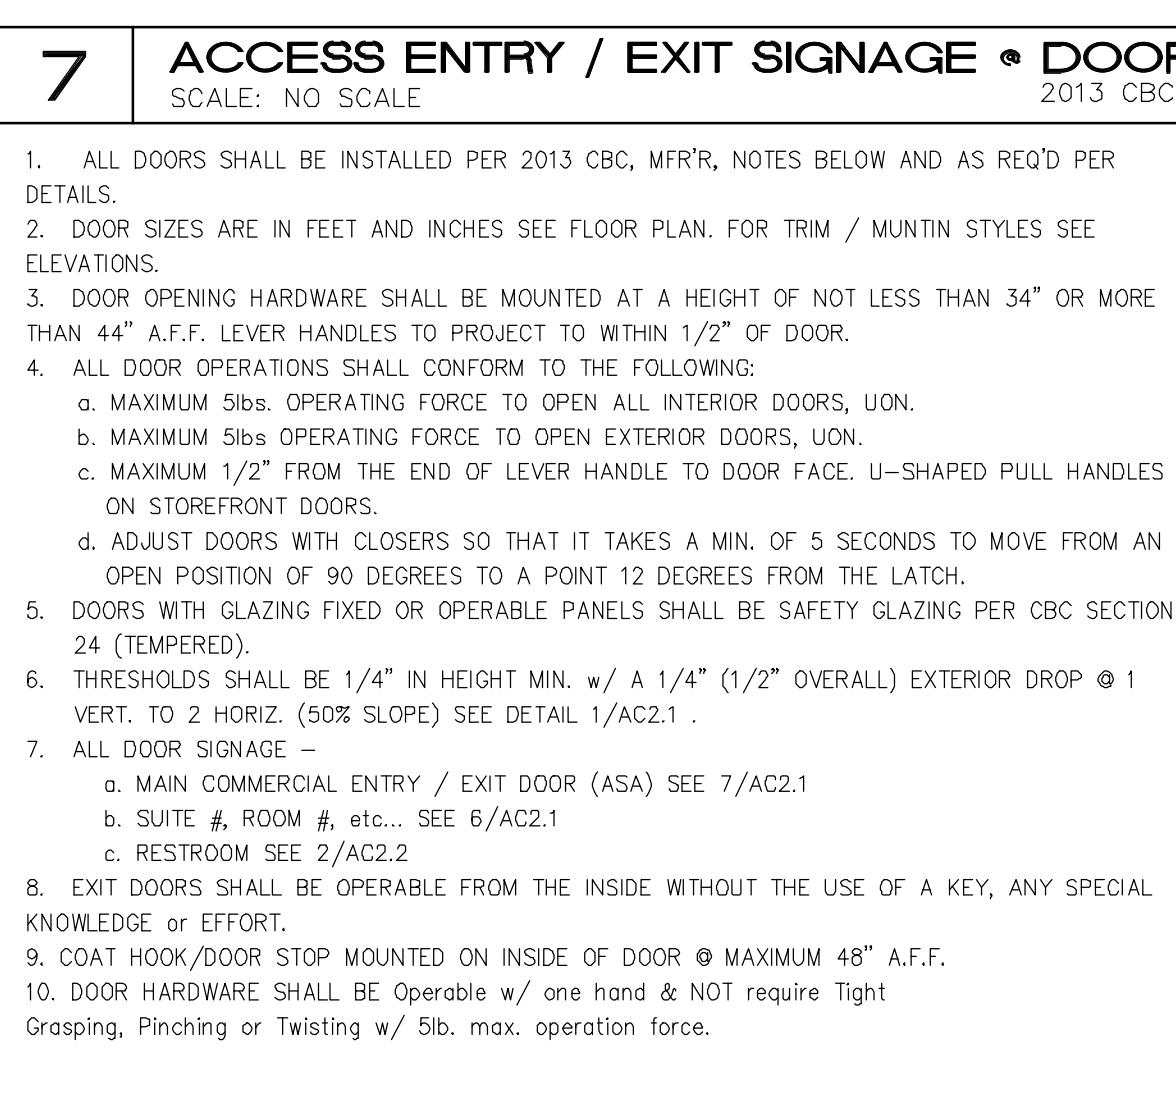 7
ACCESS ENTRY / EXIT SIGNAGE @
SCALE: NO SCALE
2013 CBC
1. ALL DOORS SHALL BE INSTALLED PER 2013 CBC, MFR'R, NOTES BELOW AND AS REQ'D PER
DETAILS.
2. DOOR SIZES ARE IN FEET AND INCHES SEE FLOOR PLAN. FOR TRIM / MUNTIN STYLES SEE
ELEVATIONS.
3. DOOR OPENING HARDWARE SHALL BE MOUNTED AT A HEIGHT OF NOT LESS THAN 34" OR MORE
THAN 44" A.F.F. LEVER HANDLES TO PROJECT TO WITHIN 1/2" OF DOOR.
4. ALL DOOR OPERATIONS SHALL CONFORM TO THE FOLLOWING:
a. MAXIMUM 5lbs. OPERATING FORCE TO OPEN ALL INTERIOR DOORS, UON.
b. MAXIMUM 5lbs OPERATING FORCE TO OPEN EXTERIOR DOORS, UON.
c. MAXIMUM 1/2" FROM THE END OF LEVER HANDLE TO DOOR FACE. U-SHAPED PULL HANDLES
ON STOREFRONT DOORS.
d. ADJUST DOORS WITH CLOSERS SO THAT IT TAKES A MIN. OF 5 SECONDS TO MOVE FROM AN
OPEN POSITION OF 90 DEGREES TO A POINT 12 DEGREES FROM THE LATCH.
5. DOORS WITH GLAZING FIXED OR OPERABLE PANELS SHALL BE SAFETY GLAZING PER CBC SECTION
24 (TEMPERED).
6. THRESHOLDS SHALL BE 1/4" IN HEIGHT MIN. w/ A 1/4" (1/2" OVERALL) EXTERIOR DROP @ 1
VERT. TO 2 HORIZ. (50% SLOPE) SEE DETAIL 1/AC2.1 .
7. ALL DOOR SIGNAGE -
a. MAIN COMMERCIAL ENTRY / EXIT DOOR (ASA) SEE 7/AC2.1
b. SUITE #, ROOM #, etc... SEE 6/AC2.1
c. RESTROOM SEE 2/AC2.2
8. EXIT DOORS SHALL BE OPERABLE FROM THE INSIDE WITHOUT THE USE OF A KEY, ANY SPECIAL
KNOWLEDGE or EFFORT.
9. COAT HOOK/DOOR STOP MOUNTED ON INSIDE OF DOOR @ MAXIMUM 48" A.F.F.
10. DOOR HARDWARE SHALL BE Operable w/ one hand & NOT require Tight
Grasping, Pinching or Twisting w/ 5lb. max. operation force.